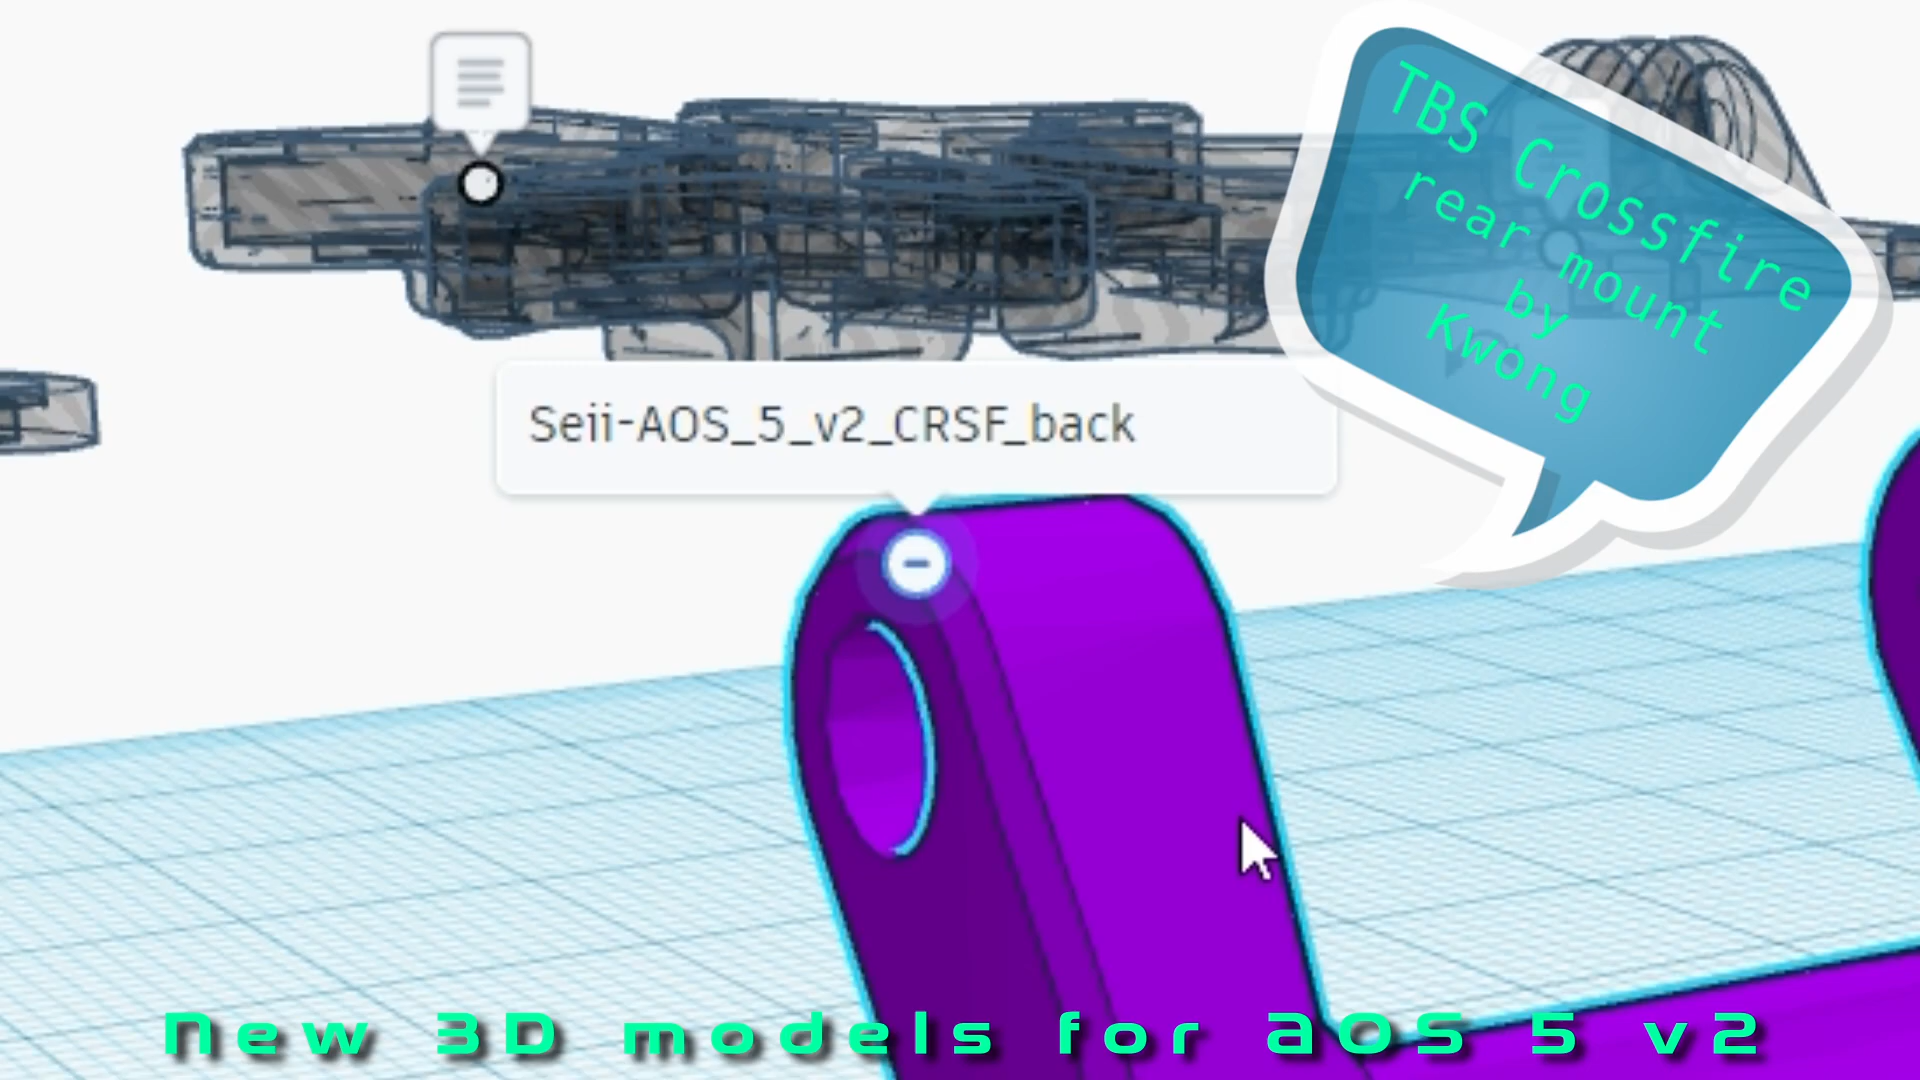 TBS Crossfire
rear mount
by
Kwong
Seii-AOS_5_v2_CRSF_back
New 3D models for AOS 5 v2